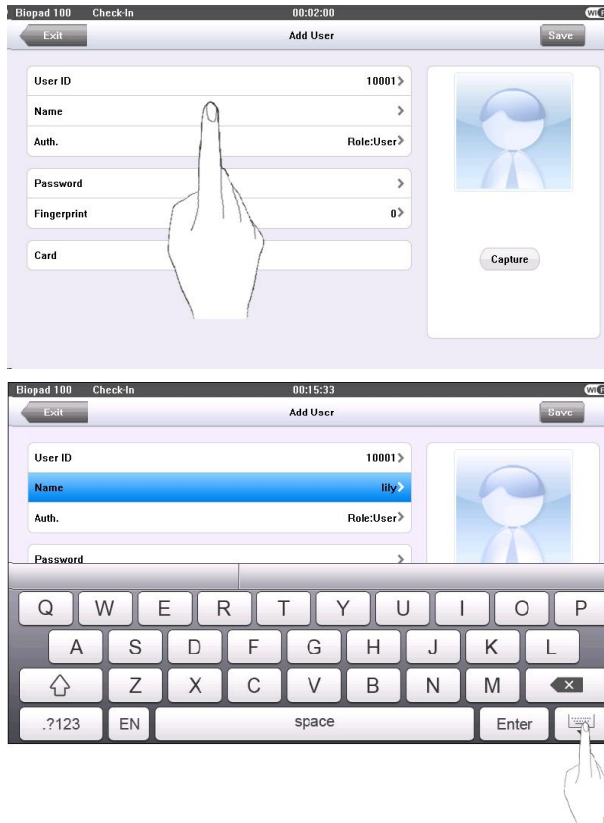 Biopad 100 Check-In 00:02:00
Exit Add User Save
User ID 10001
Name
Auth. Role:User
Password
Fingerprint 0
Card
Capture
Biopad 100 Check-In 00:15:33
Exit Add User Save
User ID 10001
Name lily
Auth. Role:User
Password
Q W E R T Y U I O P
A S D F G H J K L
Z X C V B N M
.?123 EN space Enter